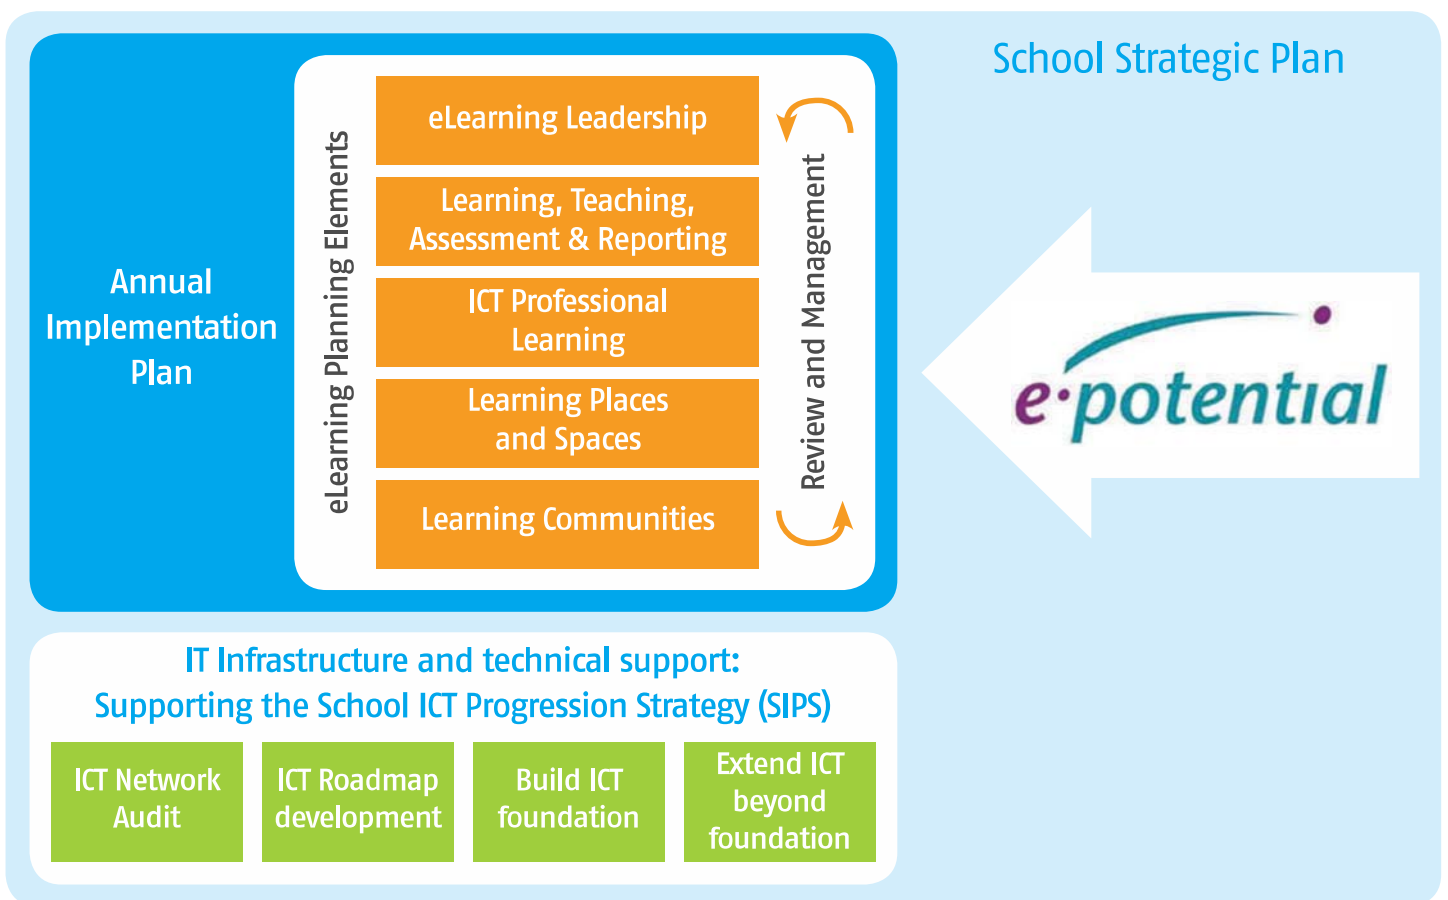 School Strategic Plan
Annual
Implementation
Plan
eLearning Planning Elements
eLearning Leadership
Learning, Teaching,
Assessment & Reporting
ICT Professional
Learning
Learning Places
and Spaces
Learning Communities
Review and Management
e·potential
IT Infrastructure and technical support:
Supporting the School ICT Progression Strategy (SIPS)
ICT Network
Audit
ICT Roadmap
development
Build ICT
foundation
Extend ICT
beyond
foundation